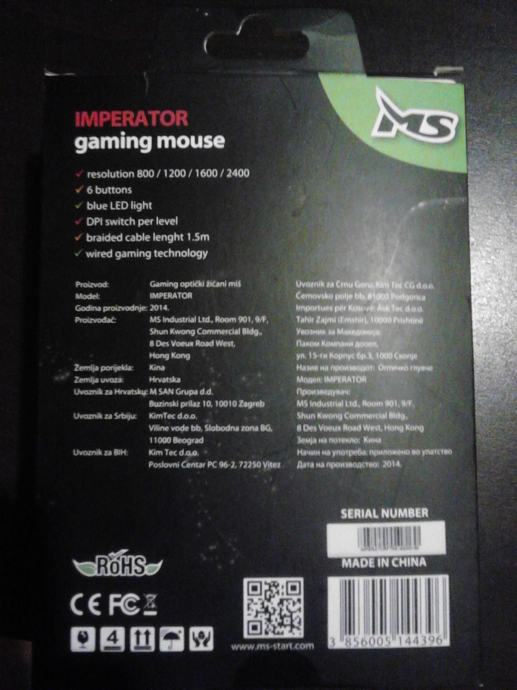 MS
IMPERATOR
gaming mouse
resolution 800 / 1200 / 1600 / 2400
6 buttons
blue LED light
DPI switch per level
braided cable lenght 1.5m
wired gaming technology
Proizvod: Gaming optički žičani miš
Model: IMPERATOR
Godina proizvodnje: 2014.
Proizvođač: MS Industrial Ltd., Room 901, 9/F,
Shun Kwong Commercial Bldg.,
8 Des Voeux Road West,
Hong Kong
Zemlja porijekla: Kina
Zemlja uvoza: Hrvatska
Uvoznik za Hrvatsku: M SAN Grupa d.d.
Buzinski prilaz 10, 10010 Zagreb
Uvoznik za Srbiju: KimTec d.o.o.
Viline vode bb, Slobodna zona BG,
11000 Beograd
Uvoznik za BIH: Kim Tec d.o.o.
Poslovni Centar PC 96-2, 72250 Vitez
Uvoznik za Crnu Goru: Kim Tec CG d.o.o.
Ćemovsko polje bb, 81000 Podgorica
Importues për Kosovë: Ask Tec d.o.o.
Tahir Zajmi (Emshir), 10000 Prishtinë
Увозник за Македонија:
Паком Компани дооел,
ул. 15-ти Корпус бр.3, 1000 Скопје
Назив на производот: Оптичко глувче
Модел: IMPERATOR
Производувач:
MS Industrial Ltd., Room 901, 9/F,
Shun Kwong Commercial Bldg.,
8 Des Voeux Road West, Hong Kong
Земја на потекло: Кина
Начин на употреба: приложено во упатство
Дата на производство: 2014.
SERIAL NUMBER
MADE IN CHINA
RoHS
CE FC
4
www.ms-start.com
3 856005 144396